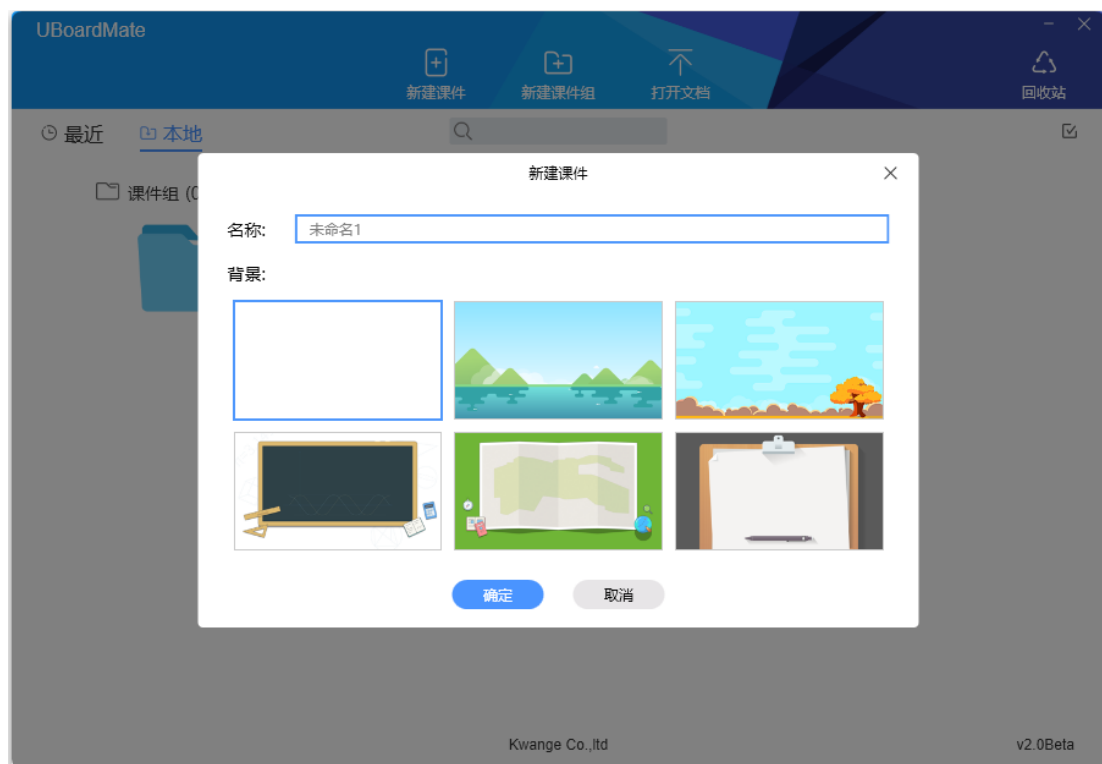 UBoardMate
新建课件
新建课件组
打开文档
回收站
最近
本地
课件组 (0
新建课件
名称:
未命名1
背景:
确定
取消
Kwange Co.,ltd
v2.0Beta